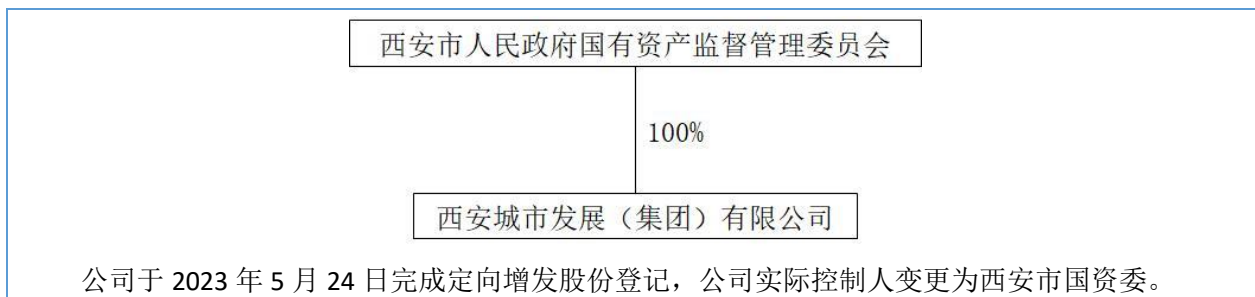 西安市人民政府国有资产监督管理委员会
100%
西安城市发展（集团）有限公司
公司于 2023 年 5 月 24 日完成定向增发股份登记，公司实际控制人变更为西安市国资委。